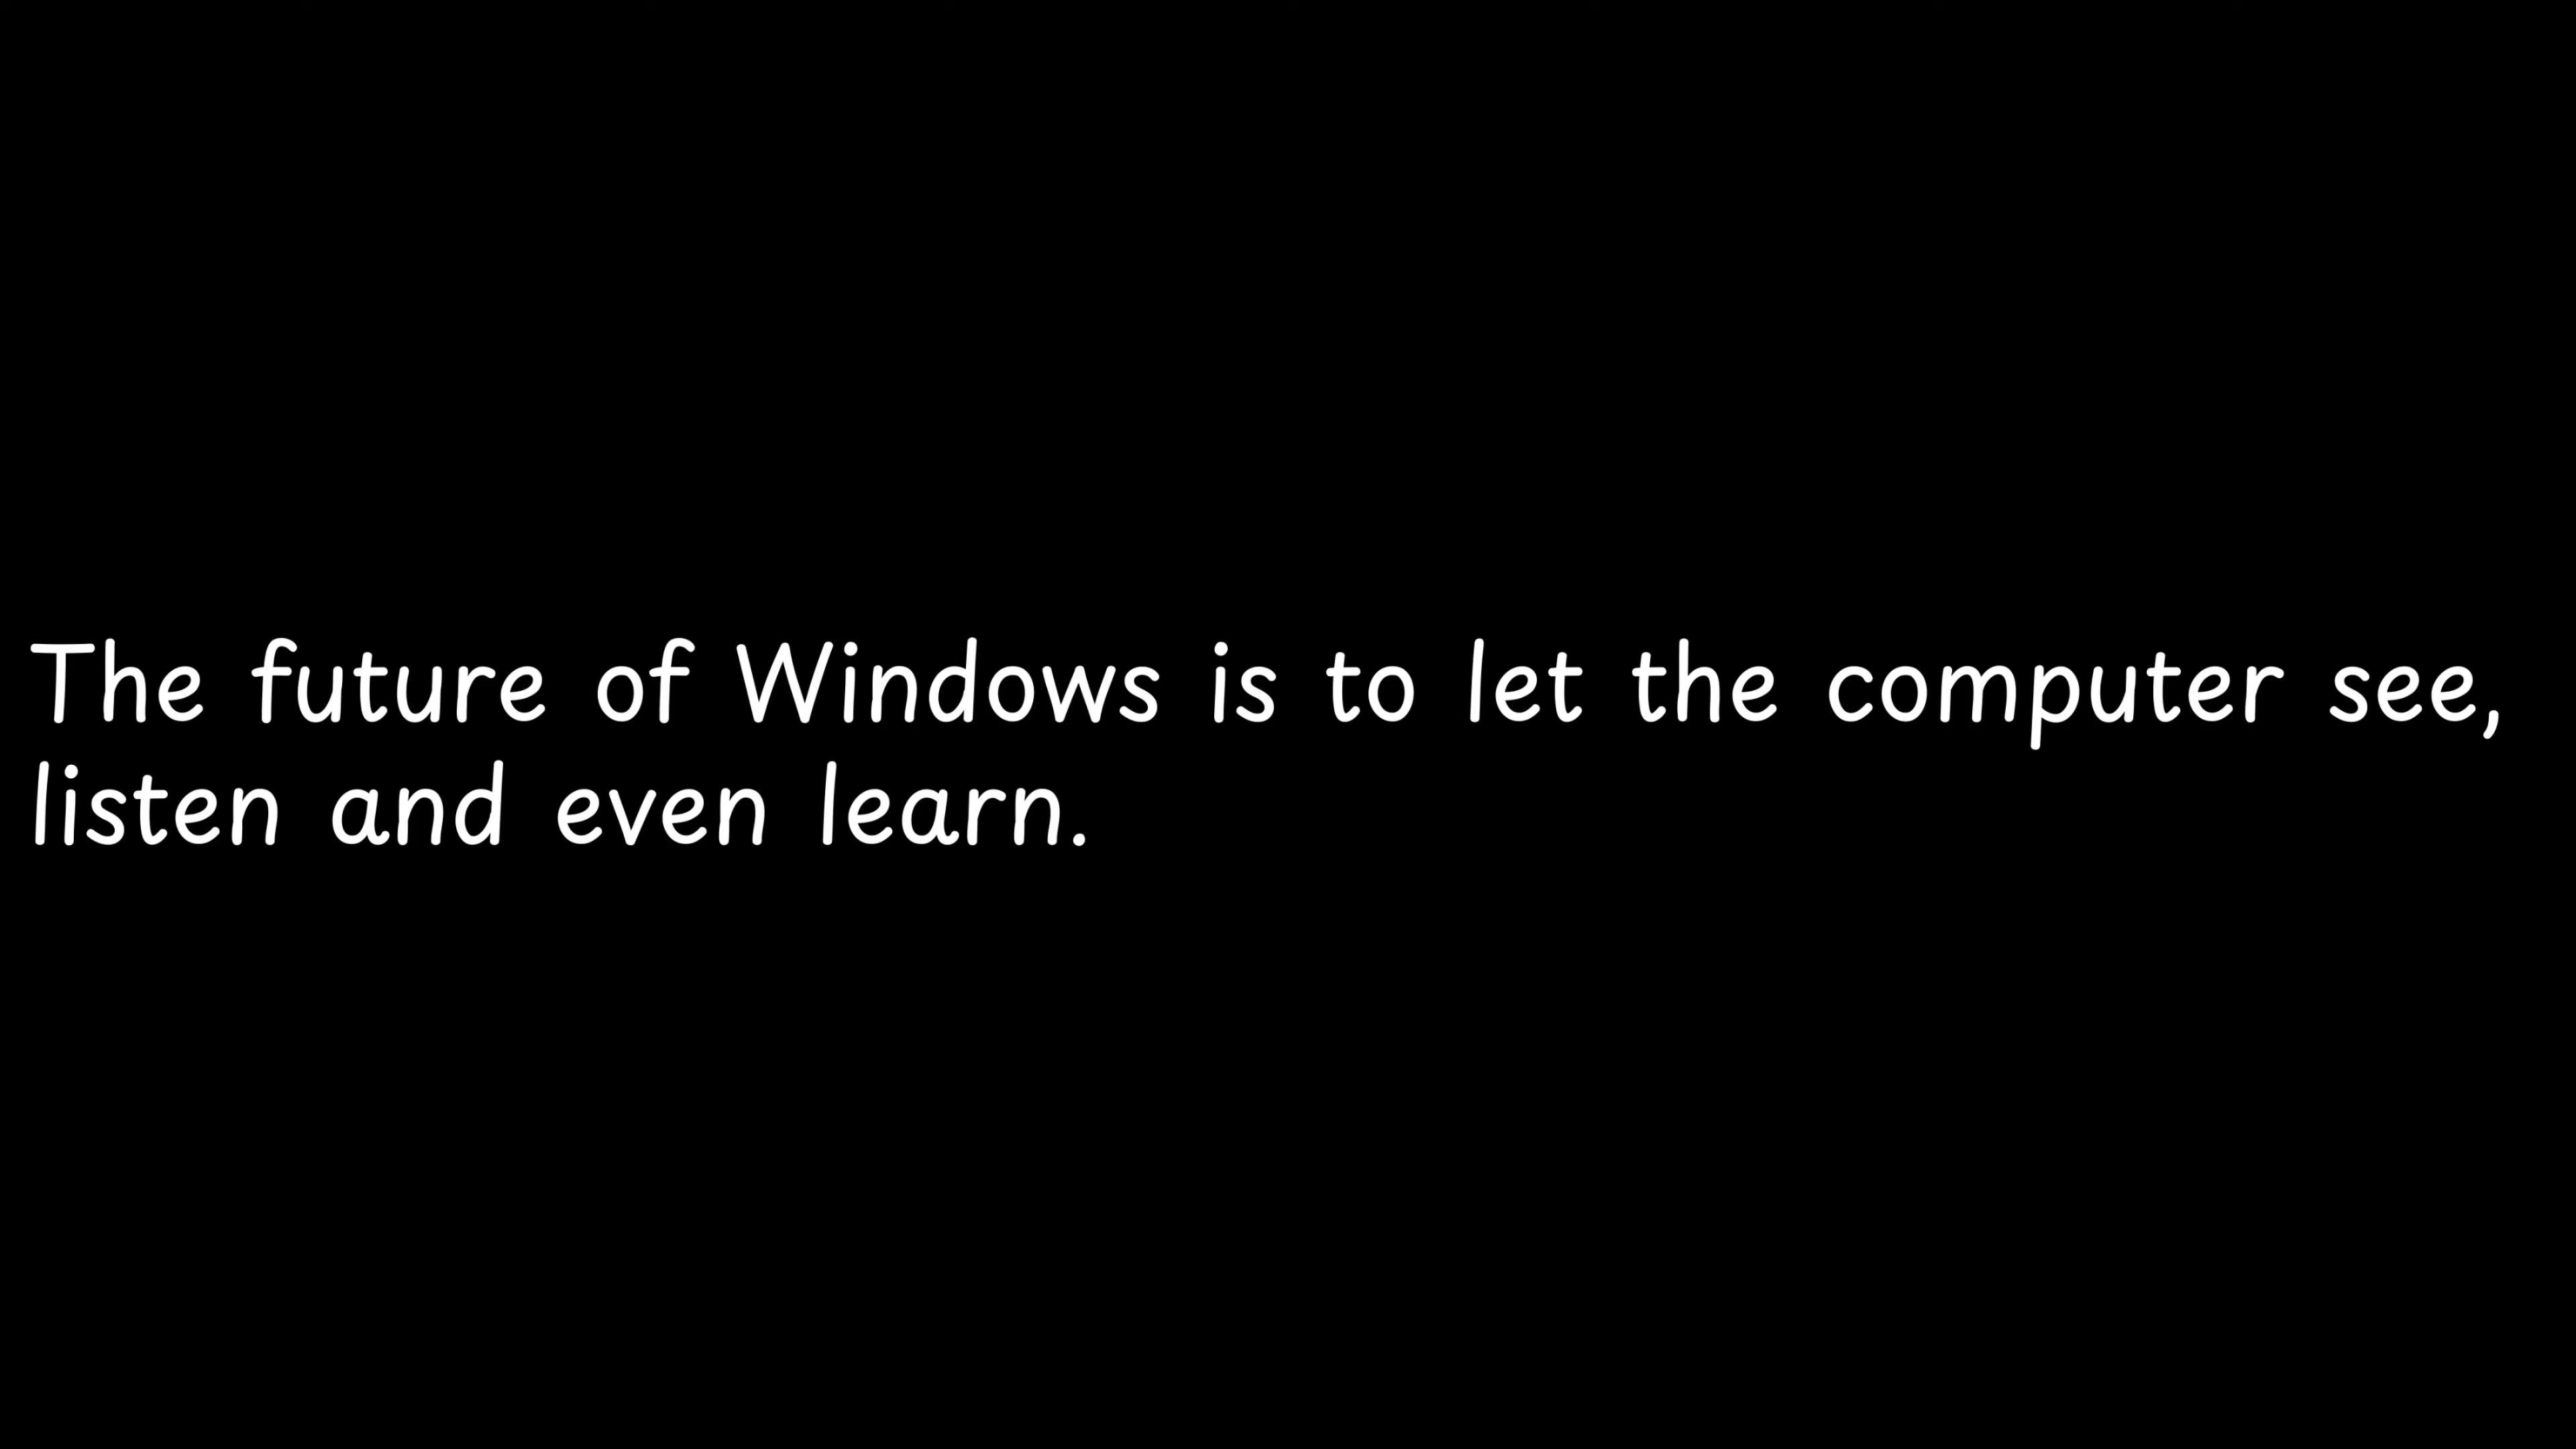 The future of Windows is to let the computer see,
listen and even learn.